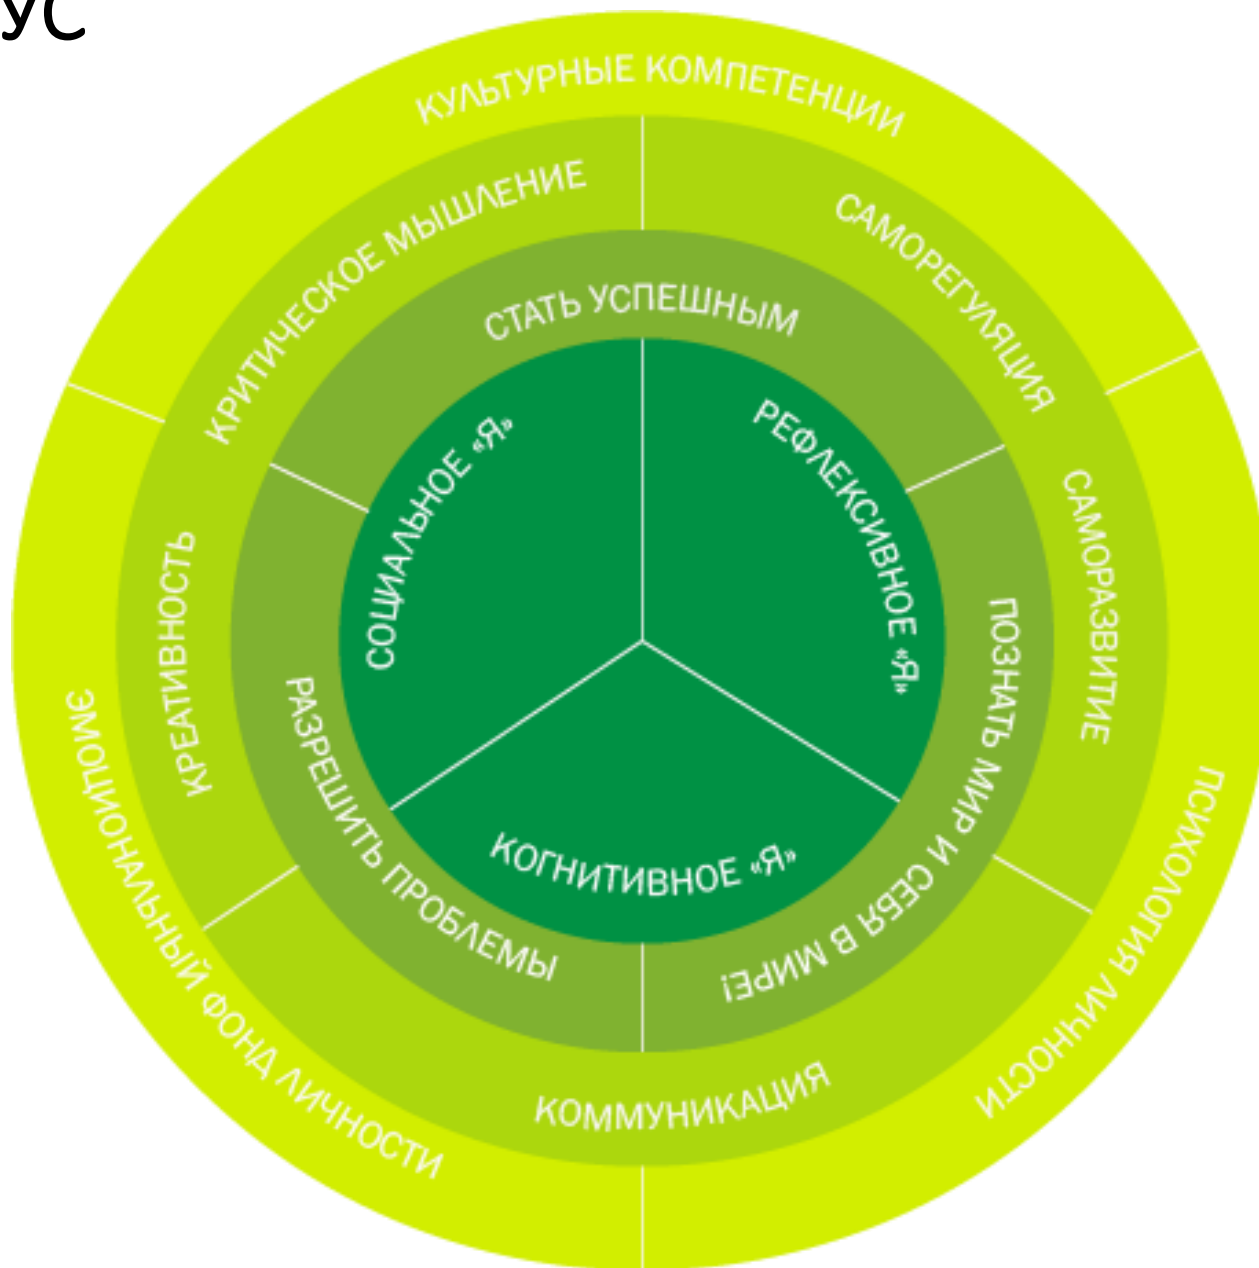 УС
КУЛЬТУРНЫЕ КОМПЕТЕНЦИИ
КРИТИЧЕСКОЕ МЫШЛЕНИЕ
САМОРЕГУЛЯЦИЯ
СТАТЬ УСПЕШНЫМ
СОЦИАЛЬНОЕ «Я»
РЕФЛЕКСИВНОЕ «Я»
КРЕАТИВНОСТЬ
САМОРАЗВИТИЕ
РАЗРЕШИТЬ ПРОБЛЕМЫ
ПОЗНАТЬ МИР И СЕБЯ В МИРЕ!
КОГНИТИВНОЕ «Я»
ЭМОЦИОНАЛЬНЫЙ ФОНД ЛИЧНОСТИ
ПСИХОЛОГИЯ ЛИЧНОСТИ
КОММУНИКАЦИЯ